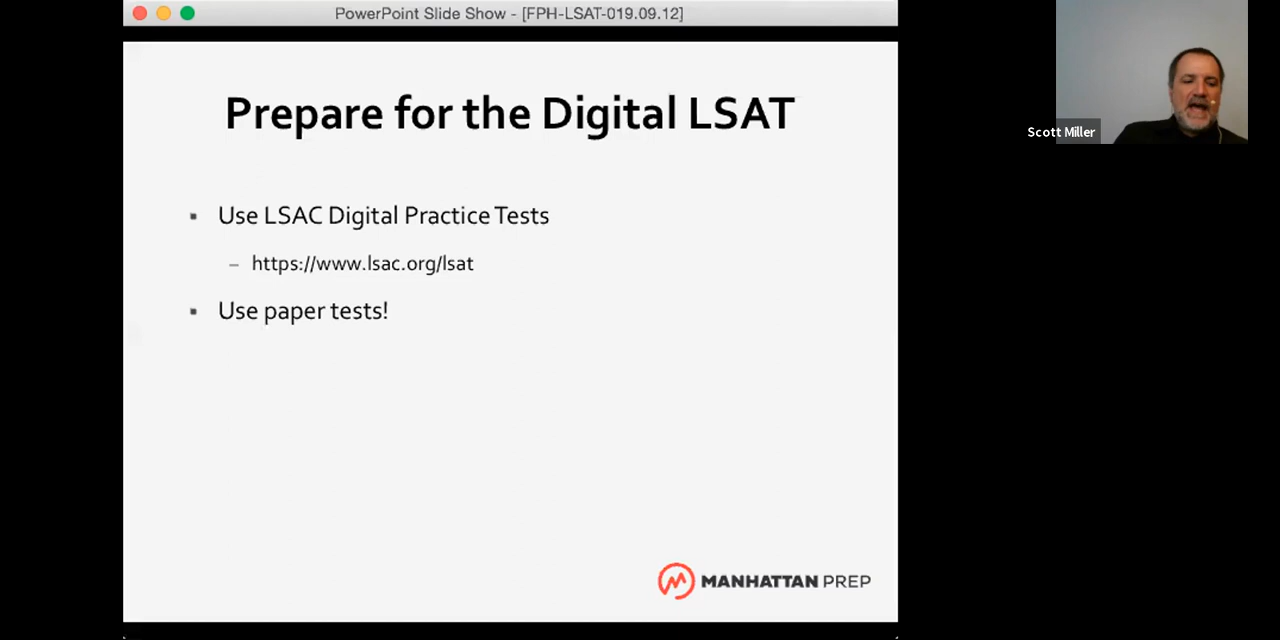 PowerPoint Slide Show - [FPH-LSAT-019.09.12]
Prepare for the Digital LSAT
▪ Use LSAC Digital Practice Tests
– https://www.lsac.org/lsat
▪ Use paper tests!
MANHATTAN PREP
Scott Miller